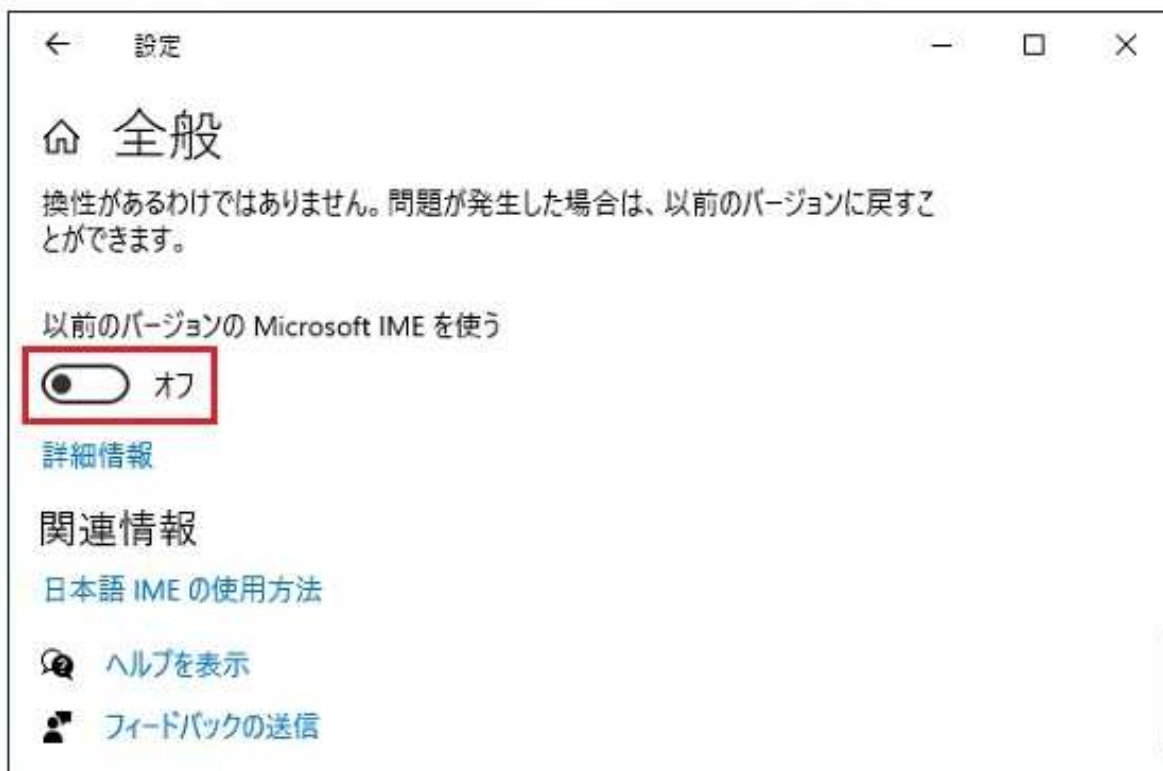 設定
全般
換性があるわけではありません。問題が発生した場合は、以前のバージョンに戻すこ
とができます。
以前のバージョンの Microsoft IME を使う
オフ
詳細情報
関連情報
日本語 IME の使用方法
ヘルプを表示
フィードバックの送信